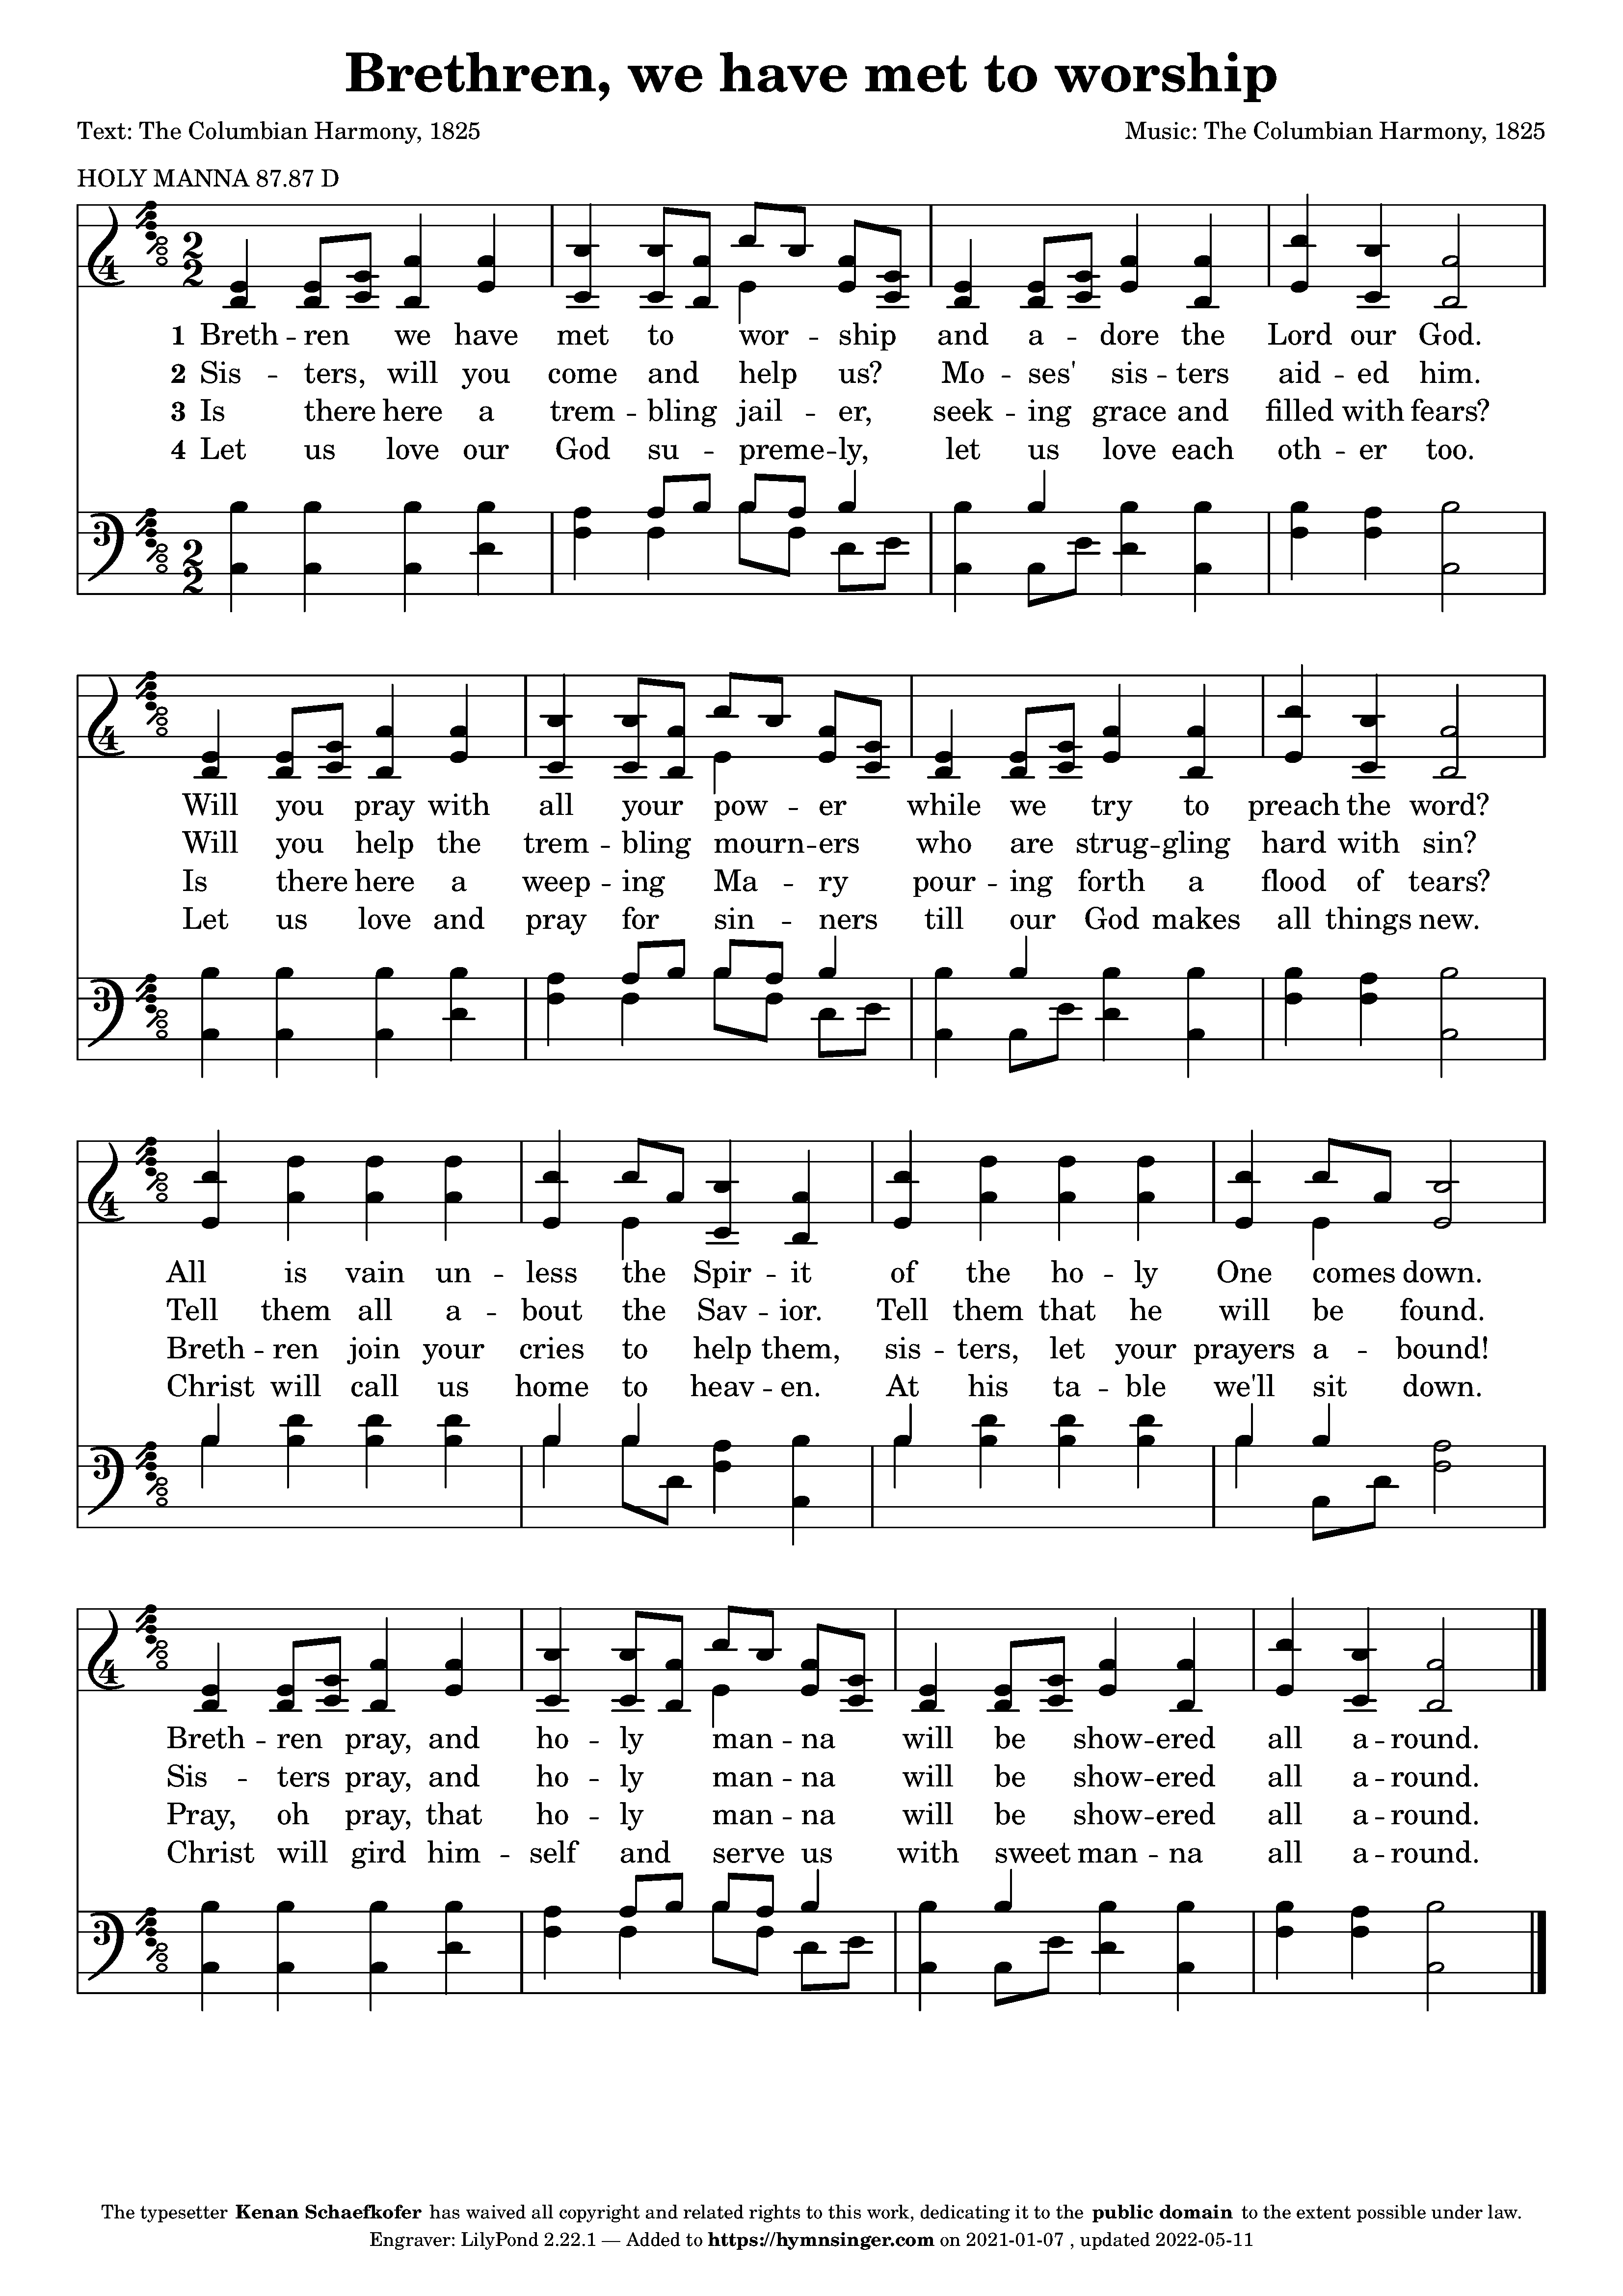 Brethren, we have met to worship
Text: The Columbian Harmony, 1825
Music: The Columbian Harmony, 1825
HOLY MANNA 87.87 D
4
2
2
1 Breth - ren we have met to wor - ship and a - dore the Lord our God.
2 Sis - ters, will you come and help us? Mo - ses' sis - ters aid - ed him.
3 Is there here a trem - bling jail - er, seek - ing grace and filled with fears?
4 Let us love our God su - preme - ly, let us love each oth - er too.
3
2
2
4
Will you pray with all your pow - er while we try to preach the word?
Will you help the trem - bling mourn - ers who are strug - gling hard with sin?
Is there here a weep - ing Ma - ry pour - ing forth a flood of tears?
Let us love and pray for sin - ners till our God makes all things new.
3
4
All is vain un - less the Spir - it of the ho - ly One comes down.
Tell them all a - bout the Sav - ior. Tell them that he will be found.
Breth - ren join your cries to help them, sis - ters, let your prayers a - bound!
Christ will call us home to heav - en. At his ta - ble we'll sit down.
3
4
Breth - ren pray, and ho - ly man - na will be show - ered all a - round.
Sis - ters pray, and ho - ly man - na will be show - ered all a - round.
Pray, oh pray, that ho - ly man - na will be show - ered all a - round.
Christ will gird him - self and serve us with sweet man - na all a - round.
3
The typesetter Kenan Schaefkofer has waived all copyright and related rights to this work, dedicating it to the public domain to the extent possible under law.
Engraver: LilyPond 2.22.1 — Added to https://hymnsinger.com on 2021-01-07 , updated 2022-05-11